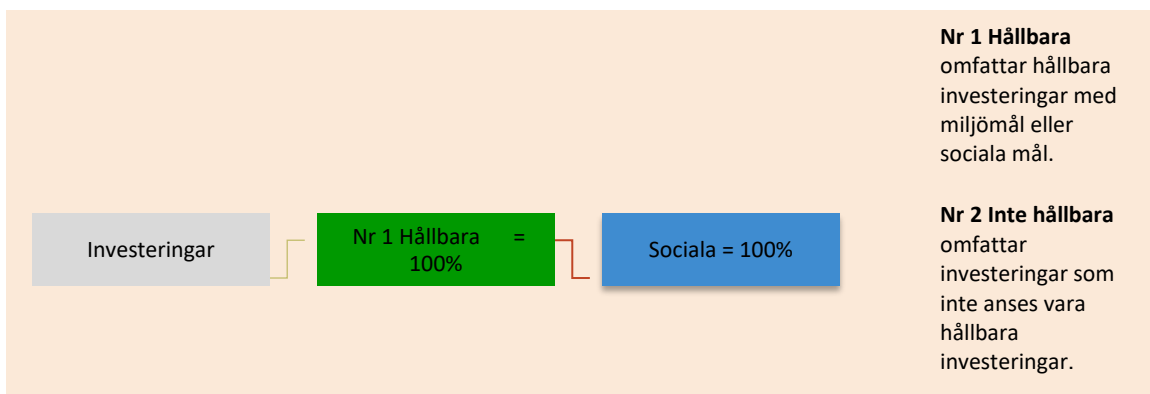 Investeringar
Nr 1 Hållbara =
100%
Sociala = 100%
Nr 1 Hållbara
omfattar hållbara
investeringar med
miljömål eller
sociala mål.
Nr 2 Inte hållbara
omfattar
investeringar som
inte anses vara
hållbara
investeringar.